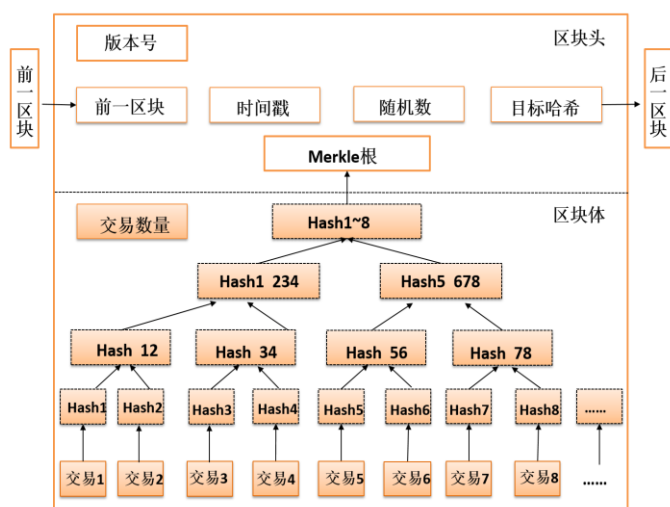 版本号
区块头
前一区块
后一区块
前一区块
时间戳
随机数
目标哈希
Merkle根
交易数量
Hash1~8
区块体
Hash1 234
Hash5 678
Hash 12
Hash 34
Hash 56
Hash 78
Hash1
Hash2
Hash3
Hash4
Hash5
Hash6
Hash7
Hash8
……
交易1
交易2
交易3
交易4
交易5
交易6
交易7
交易8
……